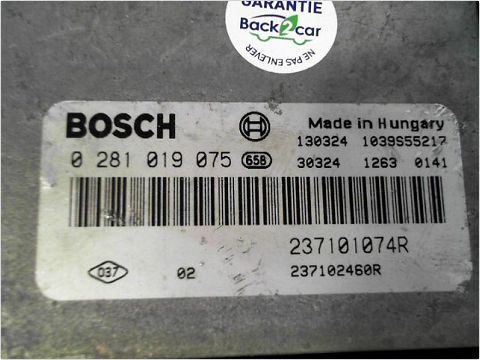 GARANTIE
Back2car
NE PAS ENLEVER
BOSCH
Made in Hungary
130324 1039S55217
0 281 019 075 658
30324 1263 0141
237101074R
037 02
237102460R